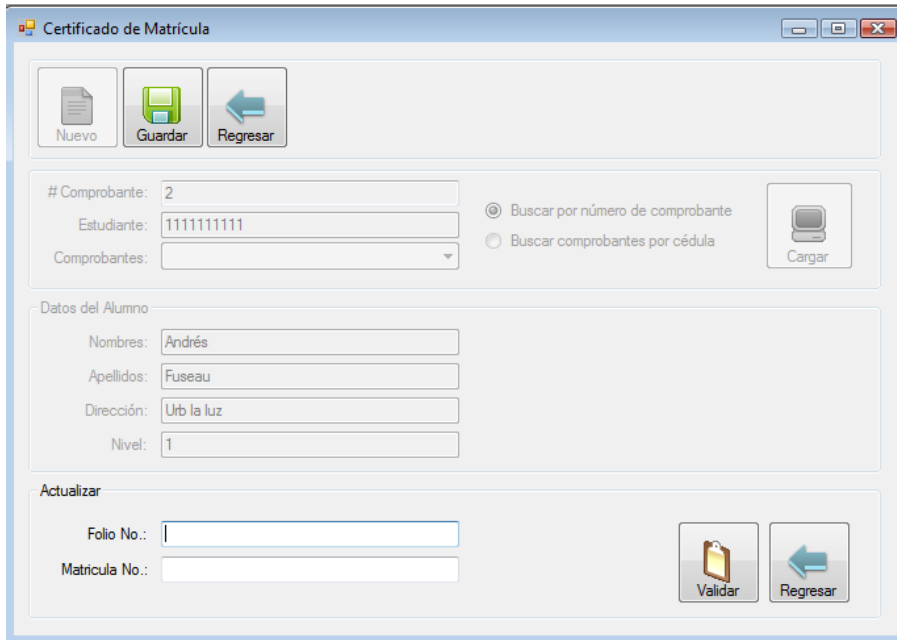 Certificado de Matrícula
Nuevo Guardar Regresar
# Comprobante: 2
Estudiante: 1111111111
Comprobantes:
Buscar por número de comprobante
Buscar comprobantes por cédula
Cargar
Datos del Alumno
Nombres: Andrés
Apellidos: Fuseau
Dirección: Urb la luz
Nivel: 1
Actualizar
Folio No.:
Matricula No.:
Validar Regresar